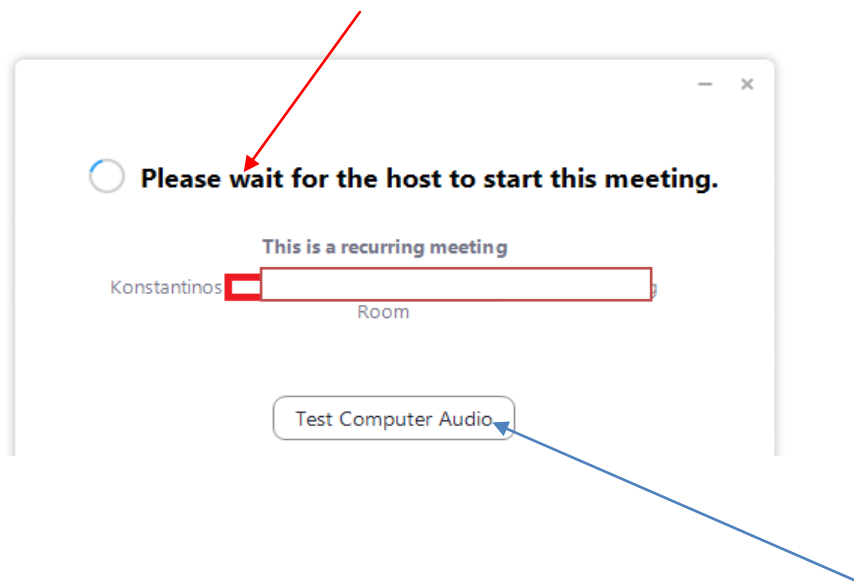 Please wait for the host to start this meeting.
This is a recurring meeting
Konstantinos
Room
Test Computer Audio